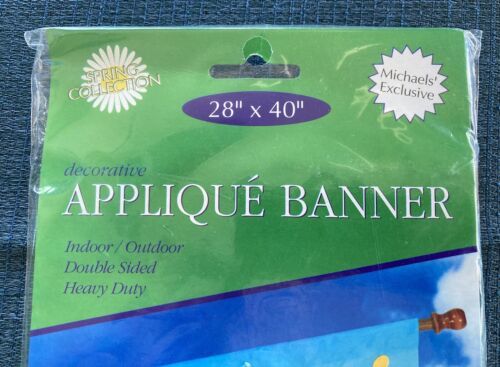 SPRING
COLLECTION
28" x 40"
Michaels'
Exclusive
decorative
APPLIQUÉ BANNER
Indoor/Outdoor
Double Sided
Heavy Duty